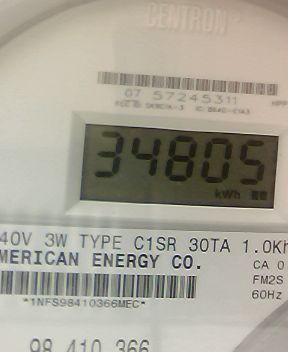 CENTRON
07 57245311
34805
kWh
40V 3W TYPE C1SR 30TA 1.0Kh
MERICAN ENERGY CO.
CA 0
FM2S
60Hz
*1NFS98410366MEC*
98 410 366